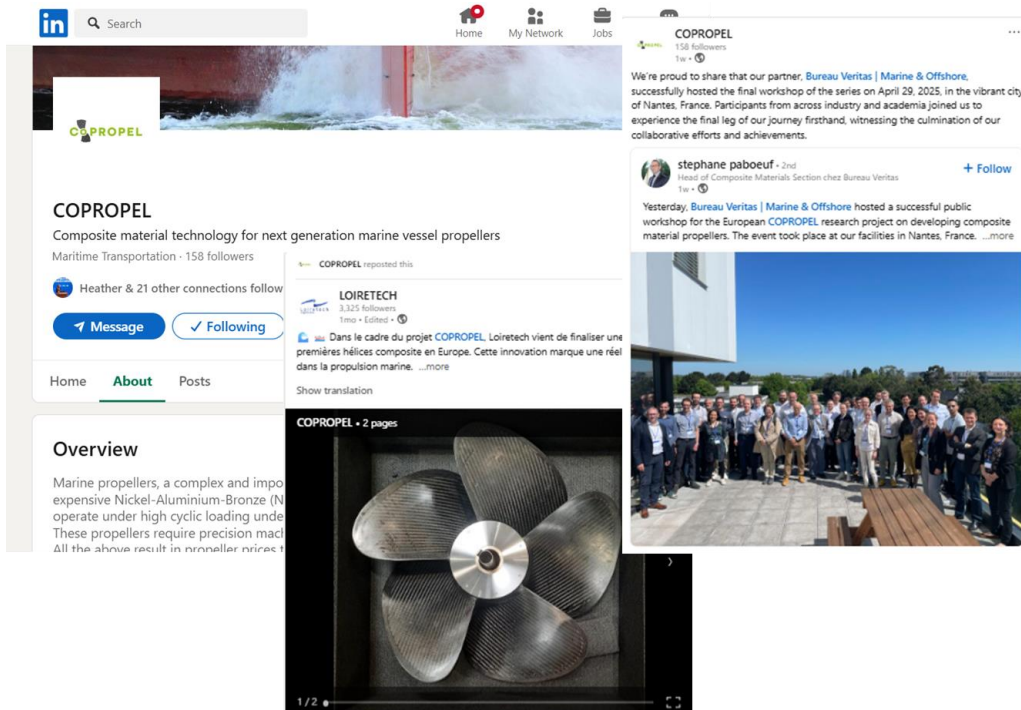 in
Search
Home
My Network
Jobs
COPROPEL
COPROPEL
Composite material technology for next generation marine vessel propellers
Maritime Transportation · 158 followers
Heather & 21 other connections follow
Message
Following
Home
About
Posts
Overview
Marine propellers, a complex and impo
expensive Nickel-Aluminium-Bronze (N
operate under high cyclic loading unde
These propellers require precision mach
All the above result in propeller prices t
COPROPEL reposted this
LOIRETECH
LOIRETECH
3,325 followers
1mo • Edited •
Dans le cadre du projet COPROPEL, Loiretech vient de finaliser une
premières hélices composite en Europe. Cette innovation marque une réel
dans la propulsion marine. ...more
Show translation
COPROPEL • 2 pages
1/2
COPROPEL
COPROPEL
158 followers
1w •
We're proud to share that our partner, Bureau Veritas | Marine & Offshore,
successfully hosted the final workshop of the series on April 29, 2025, in the vibrant city
of Nantes, France. Participants from across industry and academia joined us to
experience the final leg of our journey firsthand, witnessing the culmination of our
collaborative efforts and achievements.
stephane paboeuf • 2nd
+ Follow
Head of Composite Materials Section chez Bureau Veritas
1w •
Yesterday, Bureau Veritas | Marine & Offshore hosted a successful public
workshop for the European COPROPEL research project on developing composite
material propellers. The event took place at our facilities in Nantes, France. ...more